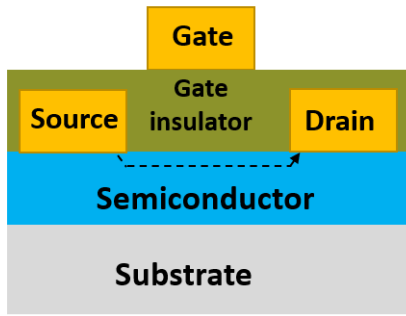 Gate
Gate
insulator
Source
Drain
Semiconductor
Substrate